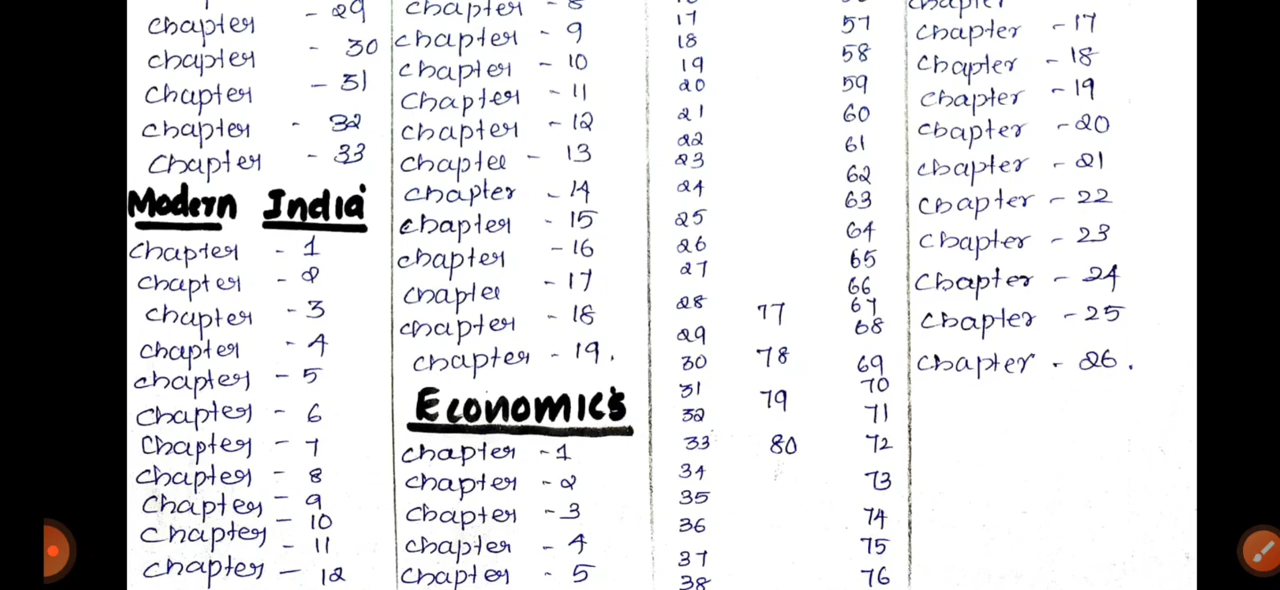 chapter - 29
chapter - 30
chapter - 31
chapter - 32
chapter - 33
Modern India
chapter - 1
chapter - 2
chapter - 3
chapter - 4
chapter - 5
chapter - 6
chapter - 7
chapter - 8
chapter - 9
chapter - 10
- 11
chapter - 12
chapter - 8
chapter - 9
chapter - 10
chapter - 11
chapter - 12
chapter - 13
chapter - 14
chapter - 15
chapter - 16
chapter - 17
chapter - 18
chapter - 19.
Economics
chapter - 1
chapter - 2
chapter - 3
chapter - 4
chapter - 5
17
18
19
20
21
22
23
24
25
26
27
28
29
30
31
32
33
34
35
36
37
38
77
78
79
80
57
58
59
60
61
62
63
64
65
66
67
68
69
70
71
72
73
74
75
76
chapter
chapter - 17
chapter - 18
chapter - 19
chapter - 20
chapter - 21
chapter - 22
chapter - 23
chapter - 24
chapter - 25
chapter - 26.